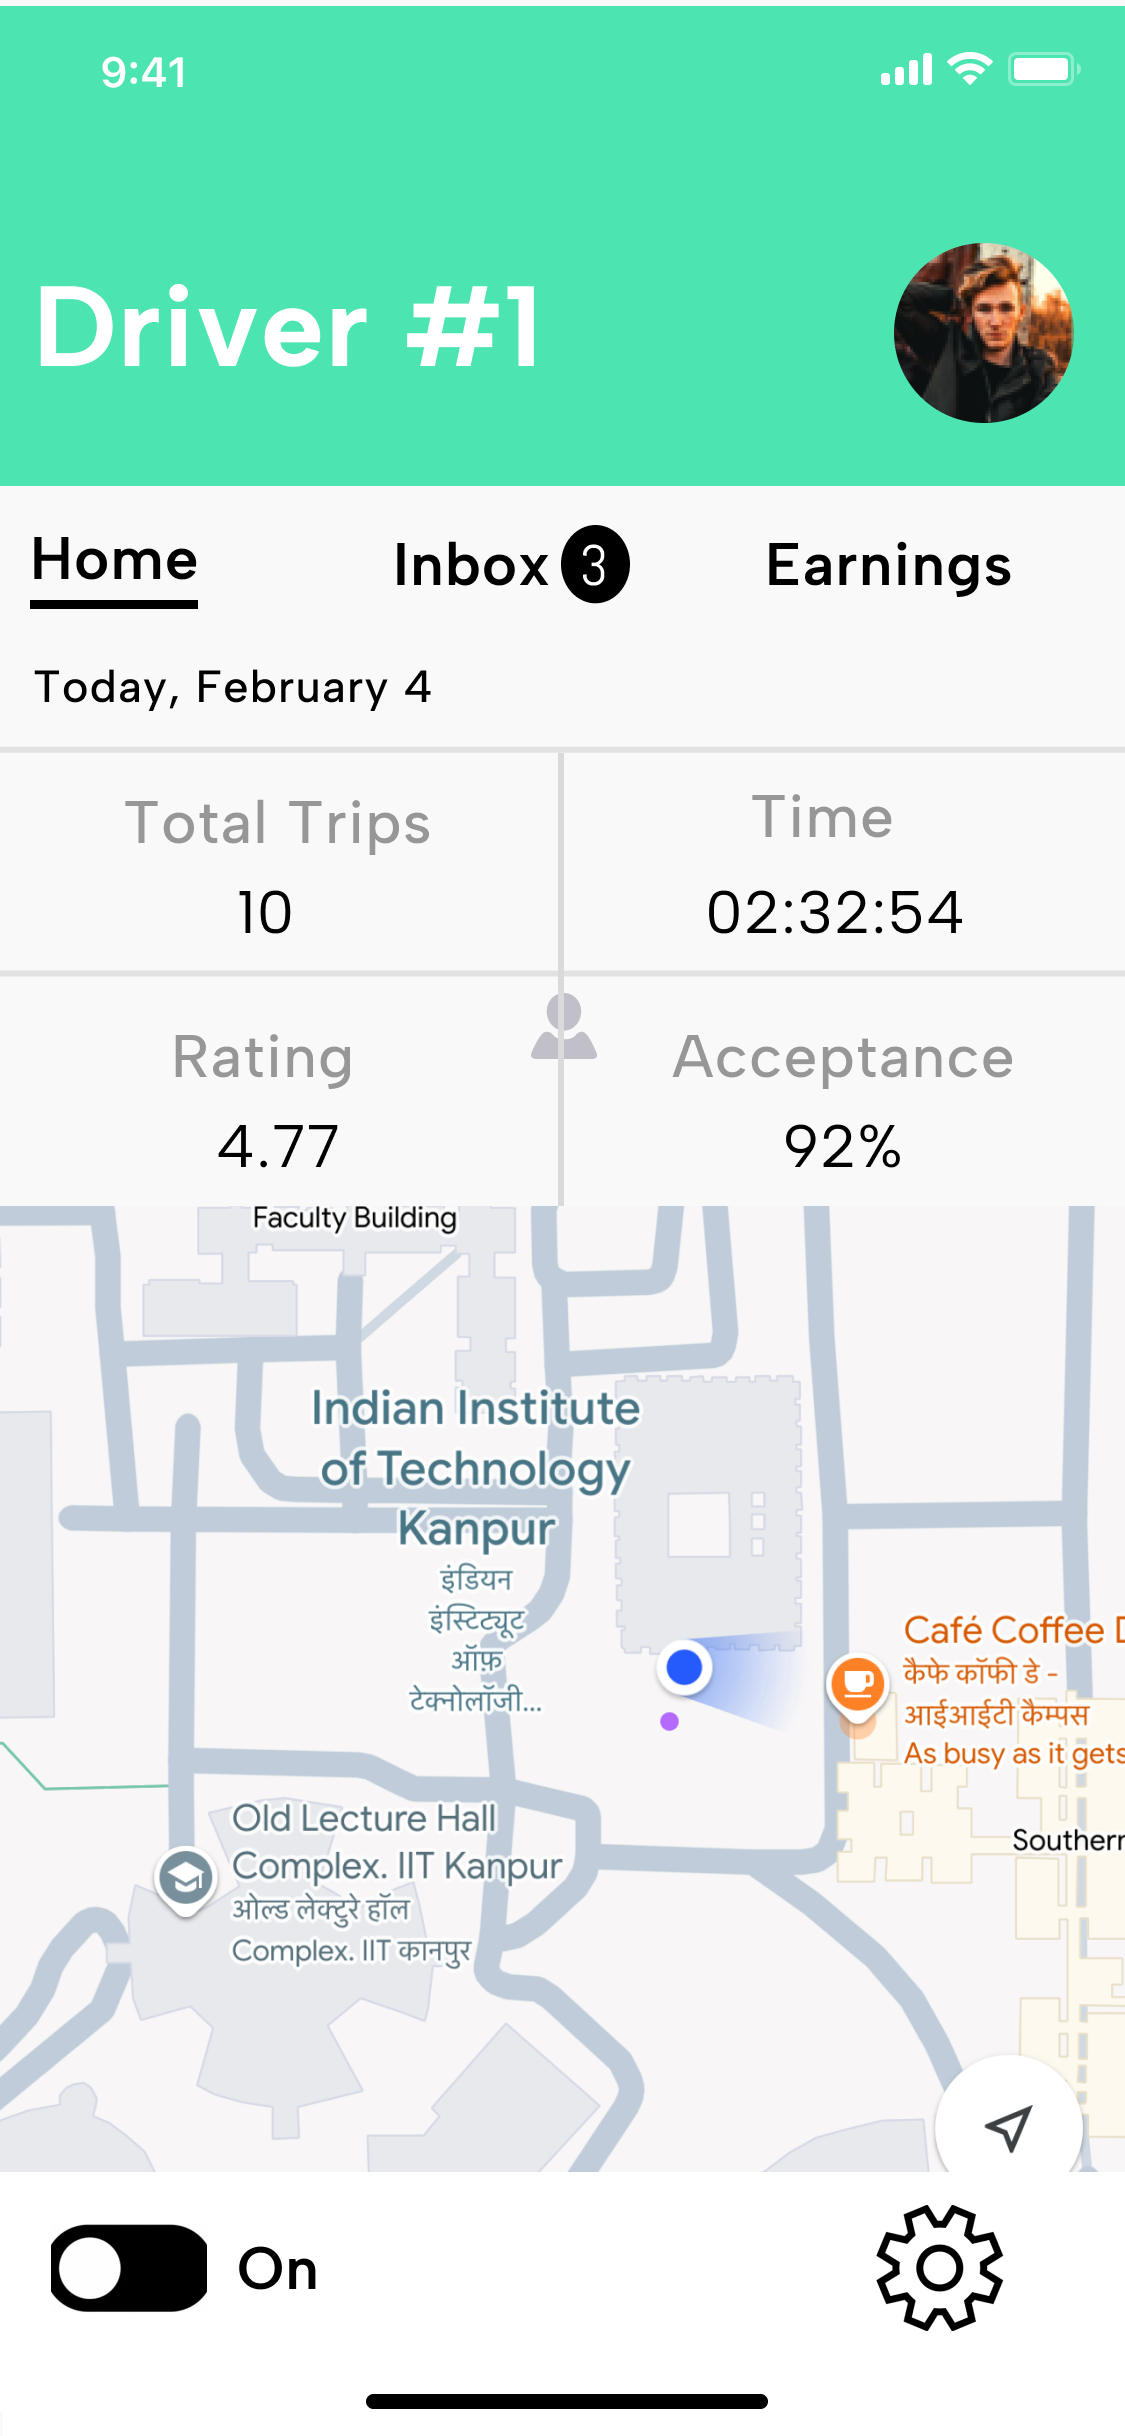 9:41
Driver #1
Home
Inbox 3
Earnings
Today, February 4
Total Trips
10
Time
02:32:54
Rating
4.77
Acceptance
92%
Faculty Building
Indian Institute
of Technology
Kanpur
इंडियन
इंस्टिट्यूट
ऑफ़
टेक्नोलॉजी...
Café Coffee D
कैफे कॉफी डे -
आईआईटी कैम्पस
As busy as it gets
Southern
Old Lecture Hall
Complex. IIT Kanpur
ओल्ड लेक्टुरे हॉल
Complex. IIT कानपुर
On